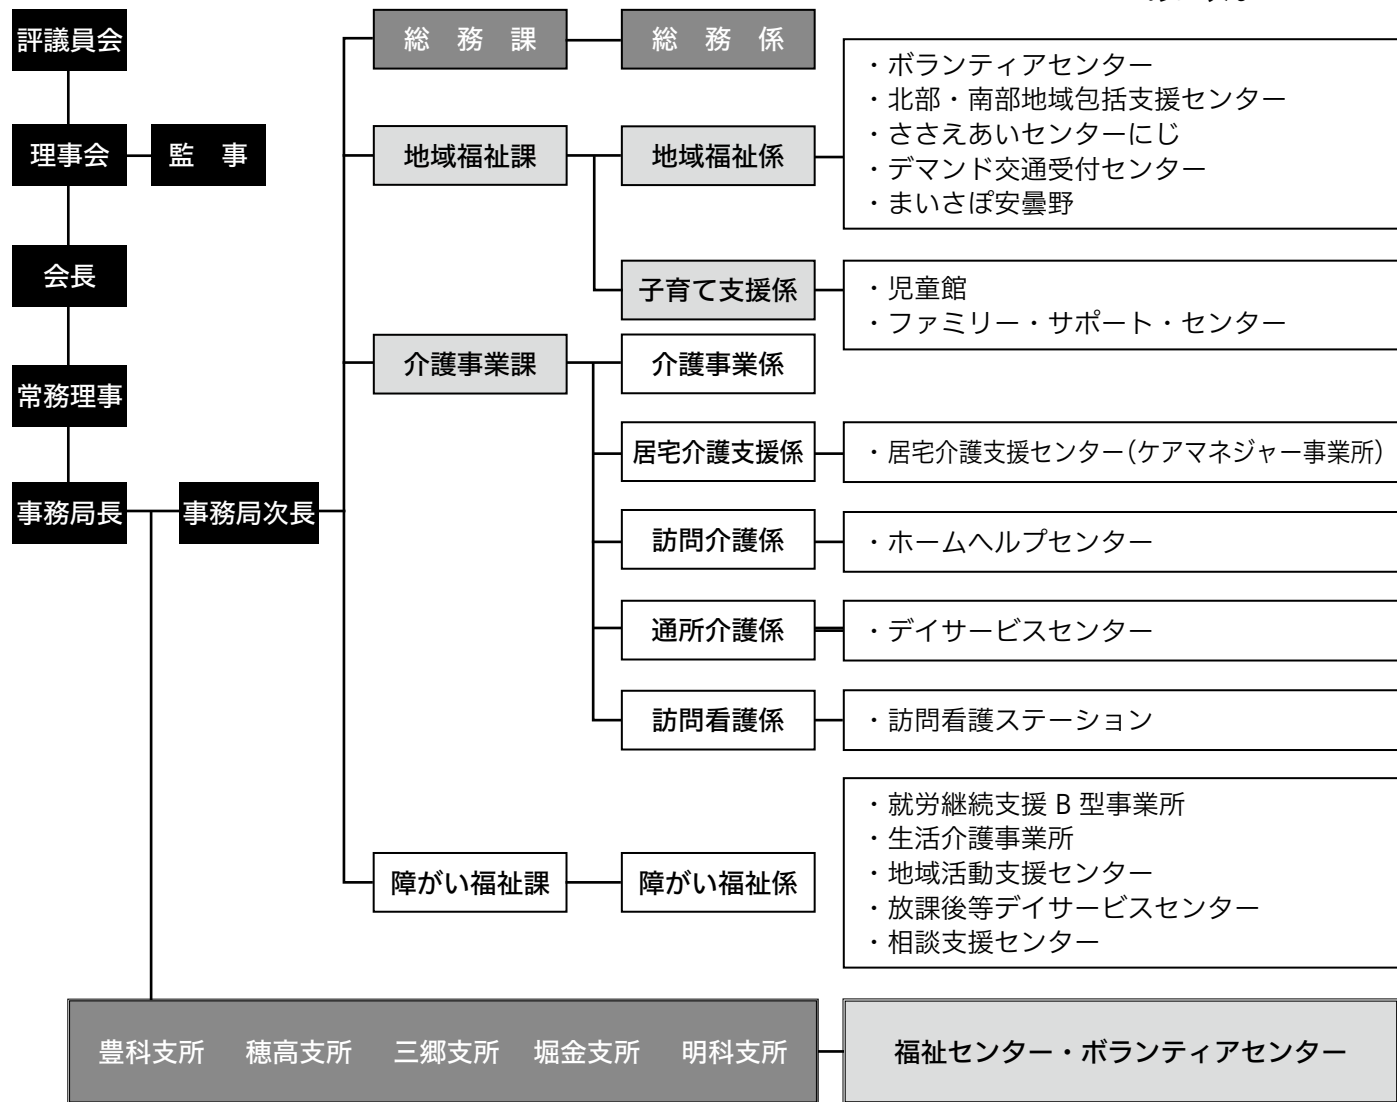 評議員会
理事会
監　事
会長
常務理事
事務局長
事務局次長
総　務　課
総　務　係
地域福祉課
地域福祉係
・ボランティアセンター
・北部・南部地域包括支援センター
・ささえあいセンターにじ
・デマンド交通受付センター
・まいさぽ安曇野
子育て支援係
・児童館
・ファミリー・サポート・センター
介護事業課
介護事業係
居宅介護支援係
・居宅介護支援センター(ケアマネジャー事業所)
訪問介護係
・ホームヘルプセンター
通所介護係
・デイサービスセンター
訪問看護係
・訪問看護ステーション
障がい福祉課
障がい福祉係
・就労継続支援 B 型事業所
・生活介護事業所
・地域活動支援センター
・放課後等デイサービスセンター
・相談支援センター
豊科支所　穂高支所　三郷支所　堀金支所　明科支所
福祉センター・ボランティアセンター